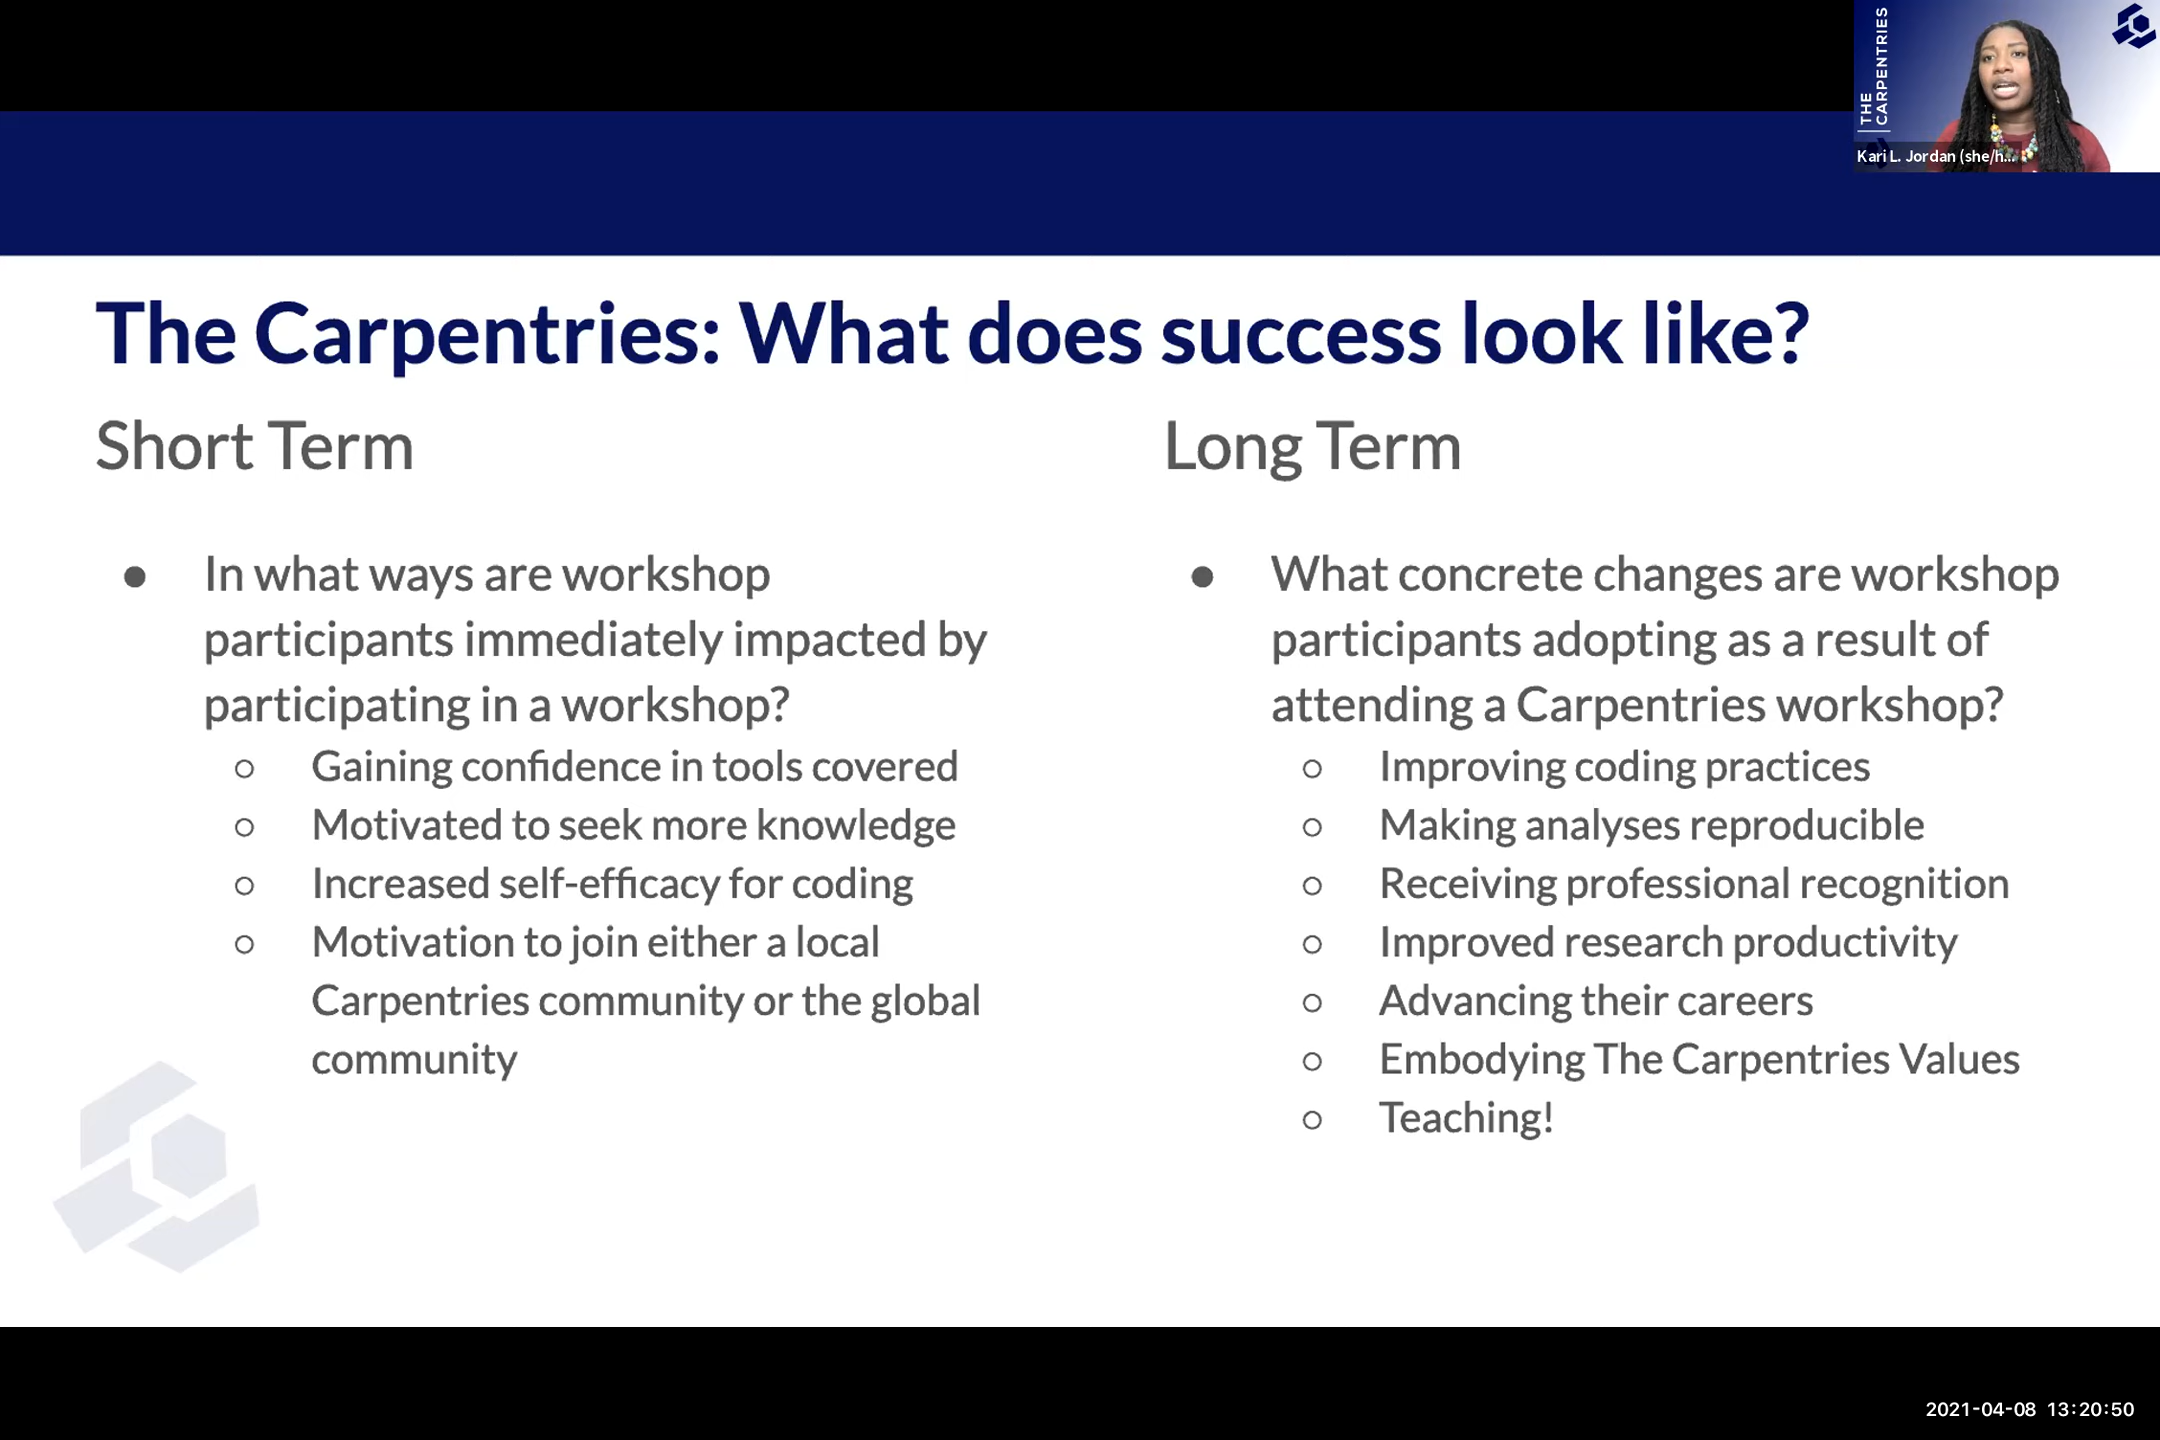 THE
CARPENTRIES
Kari L. Jordan (she/h...
The Carpentries: What does success look like?
Short Term
● In what ways are workshop
participants immediately impacted by
participating in a workshop?
○ Gaining confidence in tools covered
○ Motivated to seek more knowledge
○ Increased self-efficacy for coding
○ Motivation to join either a local
Carpentries community or the global
community
Long Term
● What concrete changes are workshop
participants adopting as a result of
attending a Carpentries workshop?
○ Improving coding practices
○ Making analyses reproducible
○ Receiving professional recognition
○ Improved research productivity
○ Advancing their careers
○ Embodying The Carpentries Values
○ Teaching!
2021-04-08 13:20:50